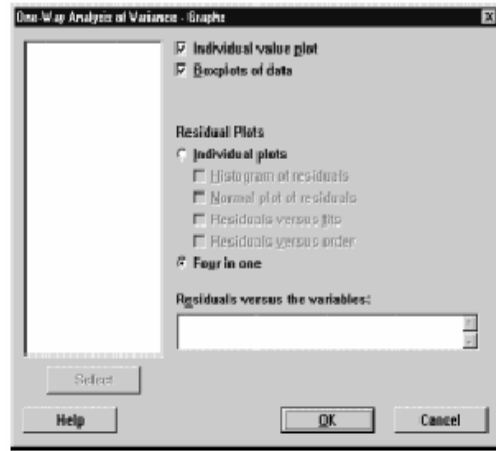 One-Way Analysis of Variance - Graphs
Individual value plot
Boxplots of data
Residual Plots
Individual plots
Histogram of residuals
Normal plot of residuals
Residuals versus fits
Residuals versus order
Four in one
Residuals versus the variables:
Select
Help
OK
Cancel